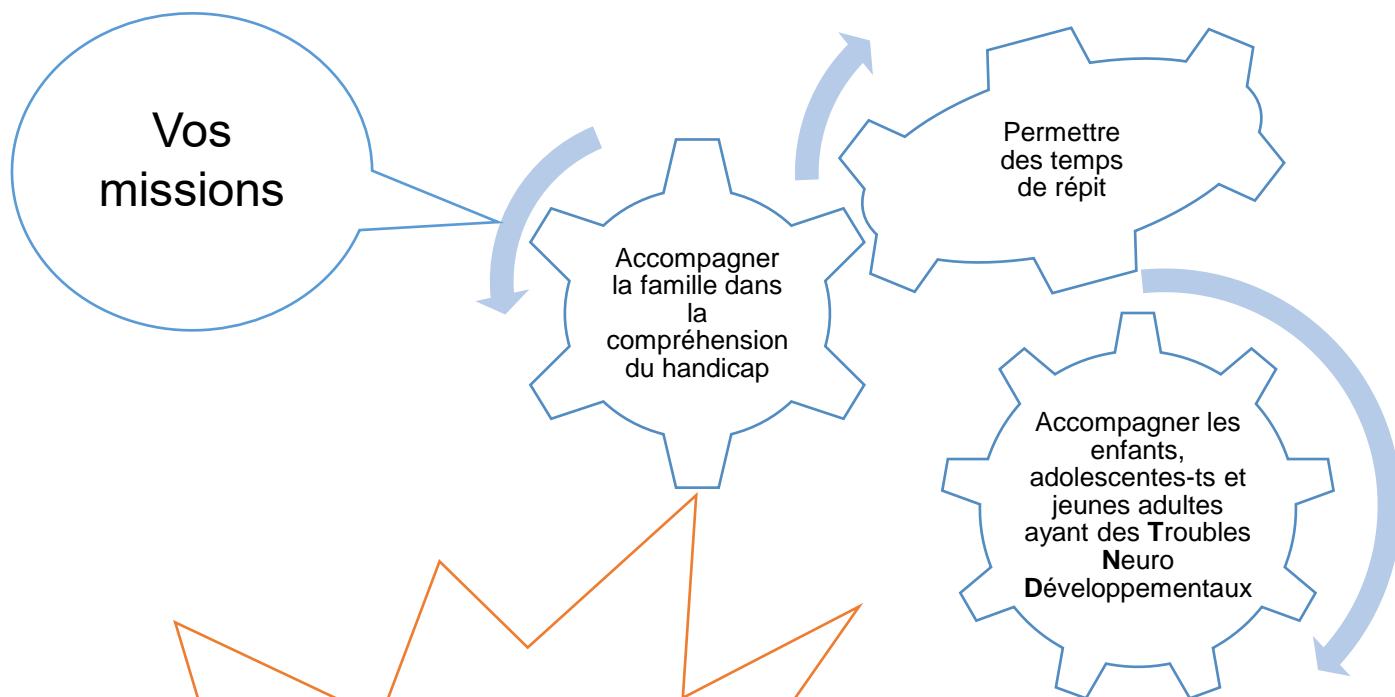 Vos
missions
Permettre
des temps
de répit
Accompagner
la famille dans
la
compréhension
du handicap
Accompagner les
enfants,
adolescentes-ts et
jeunes adultes
ayant des Troubles
Neuro
Développementaux